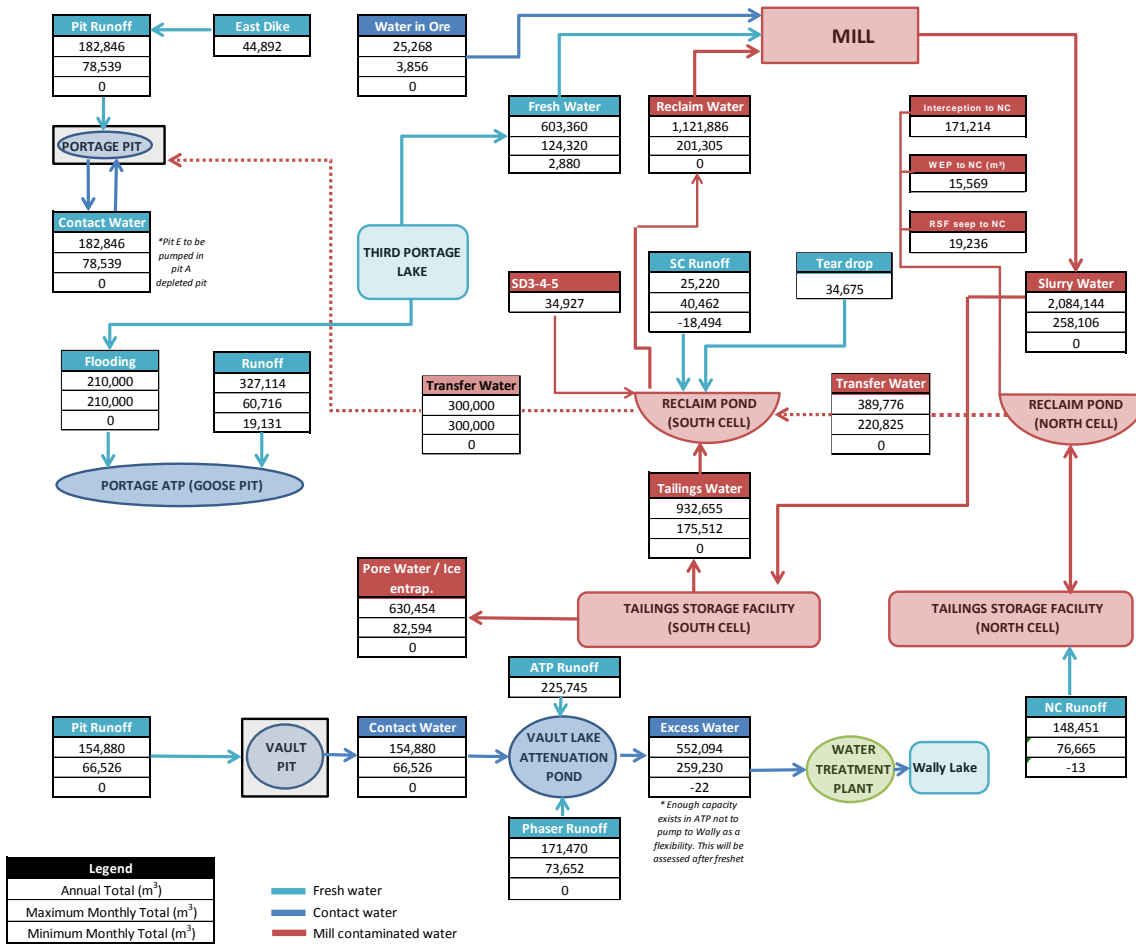 Pit Runoff
182,846
78,539
0
East Dike
44,892
Water in Ore
25,268
3,856
0
MILL
Fresh Water
603,360
124,320
2,880
Reclaim Water
1,121,886
201,305
0
Interception to NC
171,214
WEP to NC (m³)
15,569
RSF seep to NC
19,236
PORTAGE PIT
Contact Water
182,846
78,539
0
*Pit E to be
pumped in
pit A
depleted pit
THIRD PORTAGE
LAKE
SD3-4-5
34,927
SC Runoff
25,220
40,462
-18,494
Tear drop
34,675
Slurry Water
2,084,144
258,106
0
Flooding
210,000
210,000
0
Runoff
327,114
60,716
19,131
Transfer Water
300,000
300,000
0
RECLAIM POND
(SOUTH CELL)
Transfer Water
389,776
220,825
0
RECLAIM POND
(NORTH CELL)
PORTAGE ATP (GOOSE PIT)
Tailings Water
932,655
175,512
0
Pore Water / Ice
entrap.
630,454
82,594
0
TAILINGS STORAGE FACILITY
(SOUTH CELL)
TAILINGS STORAGE FACILITY
(NORTH CELL)
ATP Runoff
225,745
NC Runoff
148,451
76,665
-13
Pit Runoff
154,880
66,526
0
VAULT
PIT
Contact Water
154,880
66,526
0
VAULT LAKE
ATTENUATION
POND
Excess Water
552,094
259,230
-22
* Enough capacity
exists in ATP not to
pump to Wally as a
flexibility. This will be
assessed after freshet
WATER
TREATMENT
PLANT
Wally Lake
Phaser Runoff
171,470
73,652
0
Legend
Annual Total (m³)
Maximum Monthly Total (m³)
Minimum Monthly Total (m³)
Fresh water
Contact water
Mill contaminated water